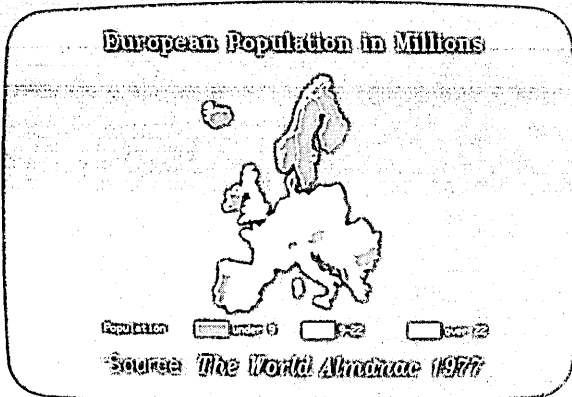 European Population in Millions
Population under 9 9-22 over 22
Source: The World Almanac 1977